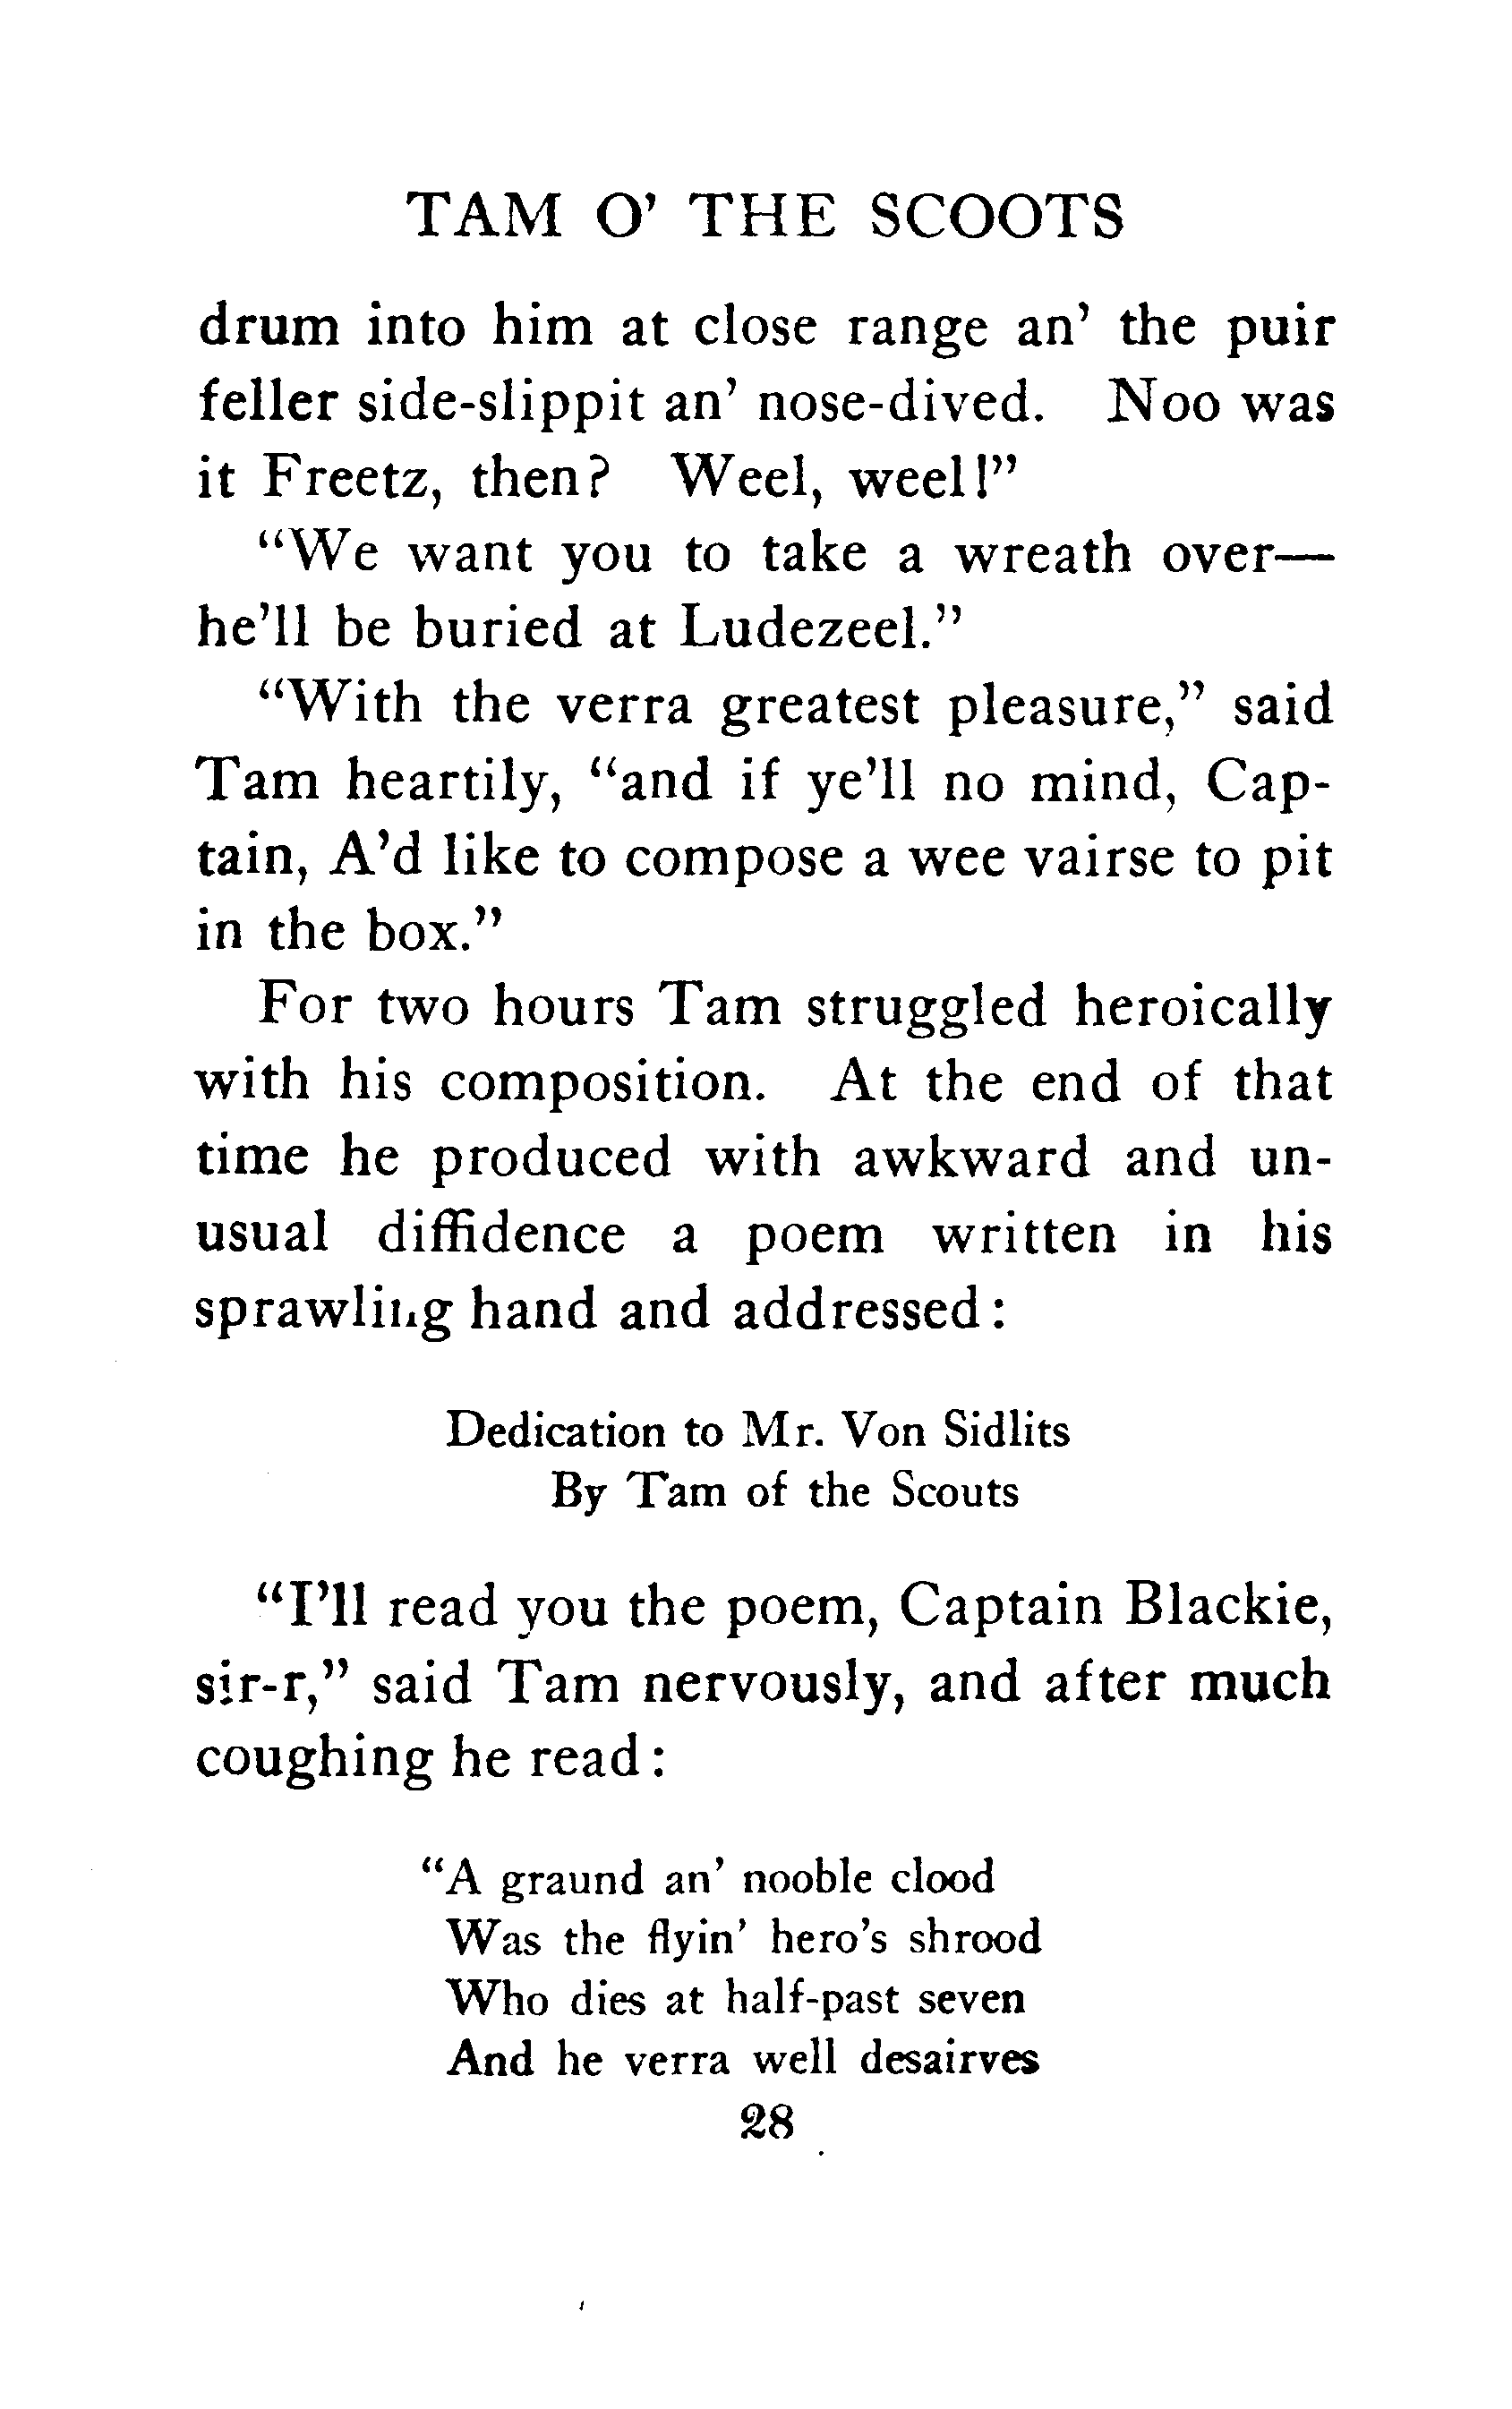 TAM O' THE SCOOTS
drum into him at close range an' the puir
feller side-slippit an' nose-dived. Noo was
it Freetz, then? Weel, weel!"
"We want you to take a wreath over—
he'll be buried at Ludezeel."
"With the verra greatest pleasure," said
Tam heartily, "and if ye'll no mind, Cap-
tain, A'd like to compose a wee vairse to pit
in the box."
For two hours Tam struggled heroically
with his composition. At the end of that
time he produced with awkward and un-
usual diffidence a poem written in his
sprawling hand and addressed:
Dedication to Mr. Von Sidlits
By Tam of the Scouts
"I'll read you the poem, Captain Blackie,
sir-r," said Tam nervously, and after much
coughing he read:
"A graund an' nooble clood
Was the flyin' hero's shrood
Who dies at half-past seven
And he verra well desairves
28